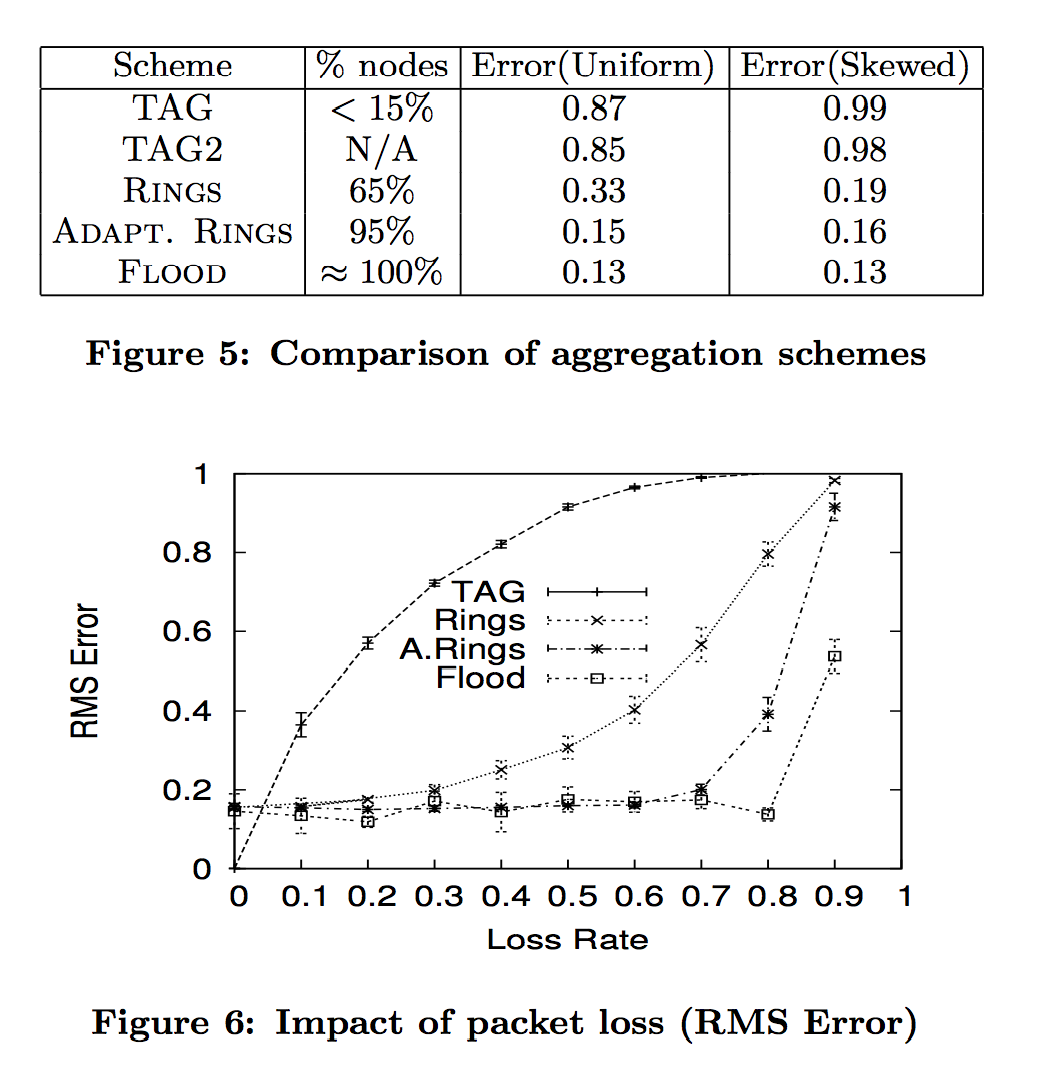 Scheme % nodes Error(Uniform) Error(Skewed)
TAG < 15% 0.87 0.99
TAG2 N/A 0.85 0.98
RINGS 65% 0.33 0.19
ADAPT. RINGS 95% 0.15 0.16
FLOOD ≈ 100% 0.13 0.13
Figure 5: Comparison of aggregation schemes
1
0.8
0.6
0.4
0.2
0
RMS Error
TAG
Rings
A.Rings
Flood
0 0.1 0.2 0.3 0.4 0.5 0.6 0.7 0.8 0.9 1
Loss Rate
Figure 6: Impact of packet loss (RMS Error)